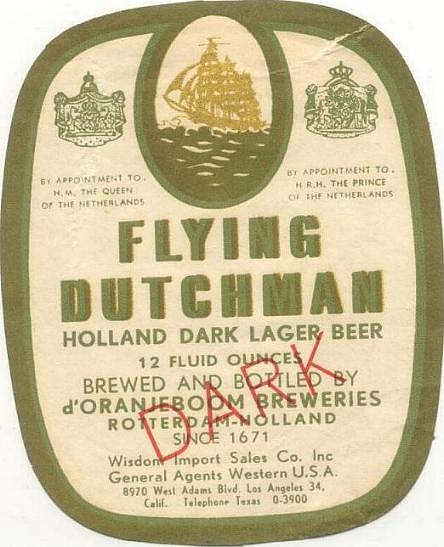 BY APPOINTMENT TO.
H.M. THE QUEEN
OF THE NETHERLANDS
BY APPOINTMENT TO.
H.R.H. THE PRINCE
OF THE NETHERLANDS
FLYING
DUTCHMAN
HOLLAND DARK LAGER BEER
12 FLUID OUNCES
BREWED AND BOTTLED BY
d'ORANJEBOOM BREWERIES
ROTTERDAM-HOLLAND
SINCE 1671
DARK
Wisdom Import Sales Co. Inc
General Agents Western U.S.A.
8970 West Adams Blvd. Los Angeles 34,
Calif. Telephone Texas 0-3900